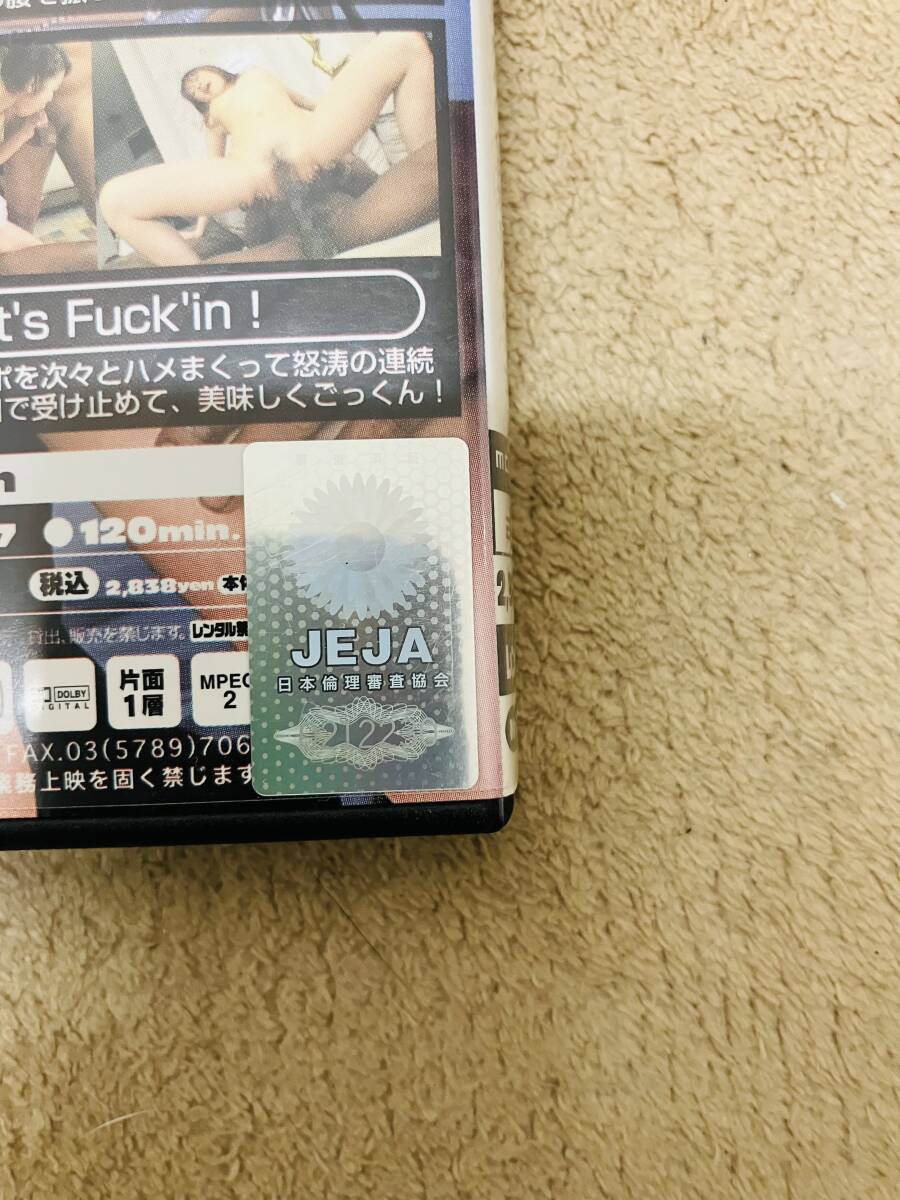 t's Fuck'in !
ポを次々とハメまくって怒涛の連続
で受け止めて、美味しくごっくん!
n
7 ●120min.
税込 2,838yen 本体
貸出、販売を禁じます。レンタル禁
DOLBY
DIGITAL
片面
1層
MPEG
2
FAX.03(5789)706
業務上映を固く禁じます
JEJA
日本倫理審査協会
2122